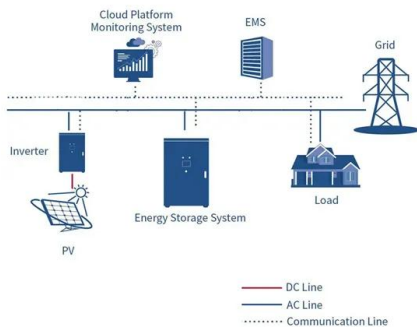 Cloud Platform
Monitoring System
EMS
Grid
Inverter
Energy Storage System
Load
PV
DC Line
AC Line
Communication Line